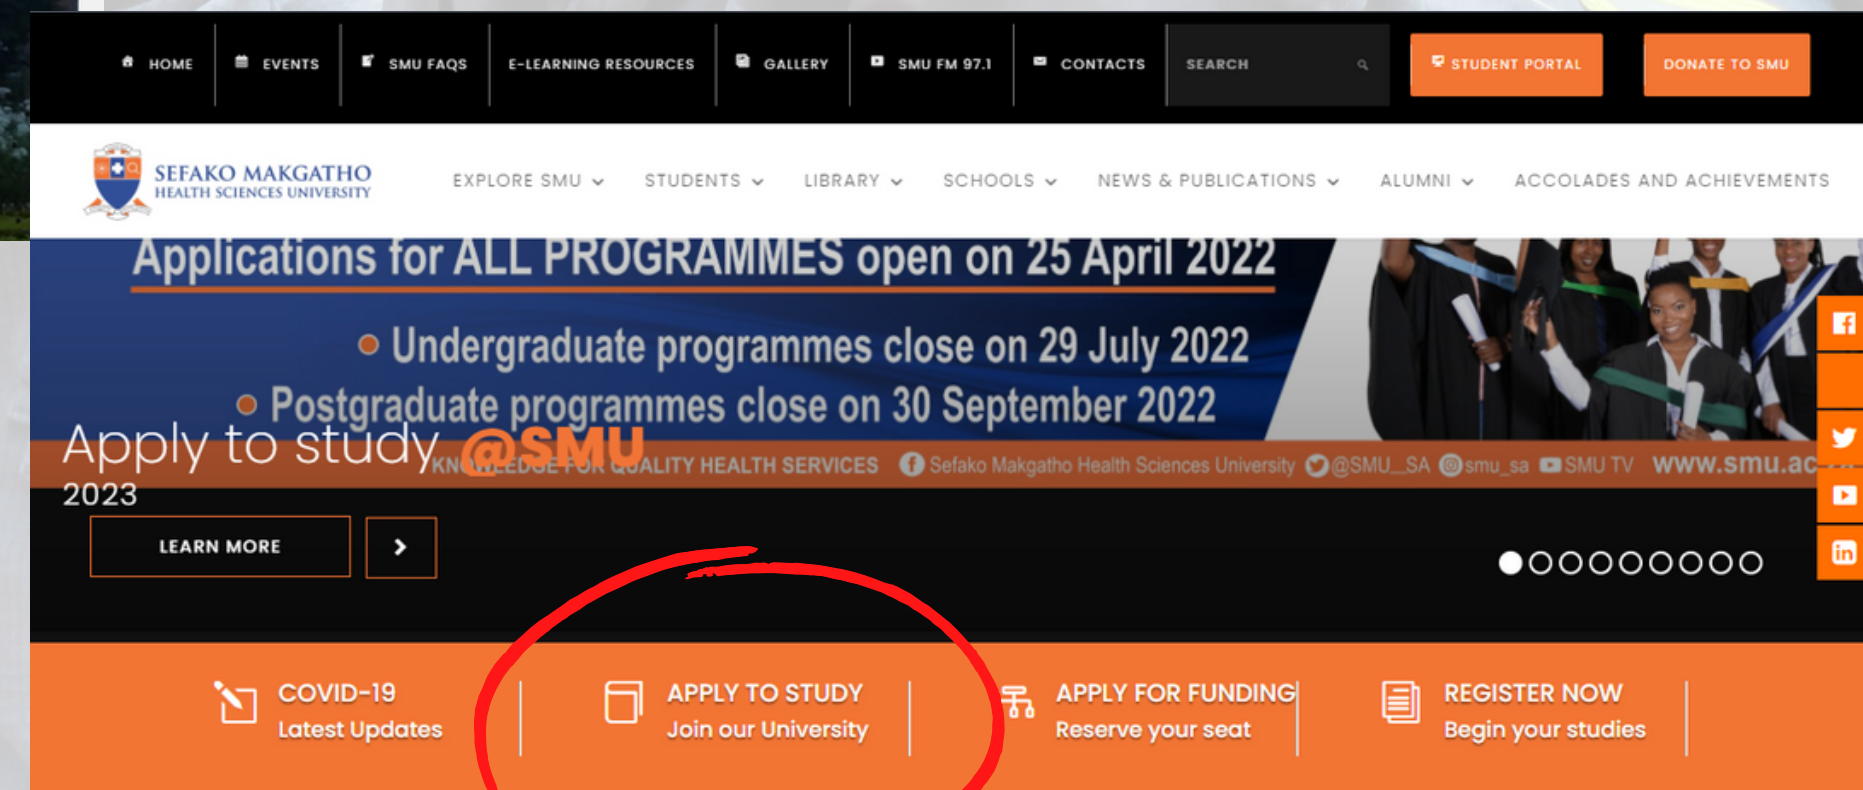 HOME EVENTS SMU FAQS E-LEARNING RESOURCES GALLERY SMU FM 97.1 CONTACTS SEARCH STUDENT PORTAL DONATE TO SMU
SEFAKO MAKGATHO
HEALTH SCIENCES UNIVERSITY
EXPLORE SMU STUDENTS LIBRARY SCHOOLS NEWS & PUBLICATIONS ALUMNI ACCOLADES AND ACHIEVEMENTS
Applications for ALL PROGRAMMES open on 25 April 2022
• Undergraduate programmes close on 29 July 2022
• Postgraduate programmes close on 30 September 2022
Apply to study @SMU
KNOWLEDGE FOR QUALITY HEALTH SERVICES Sefako Makgatho Health Sciences University @SMU_SA smu_sa SMU TV www.smu.ac
2023
LEARN MORE
COVID-19
Latest Updates
APPLY TO STUDY
Join our University
APPLY FOR FUNDING
Reserve your seat
REGISTER NOW
Begin your studies